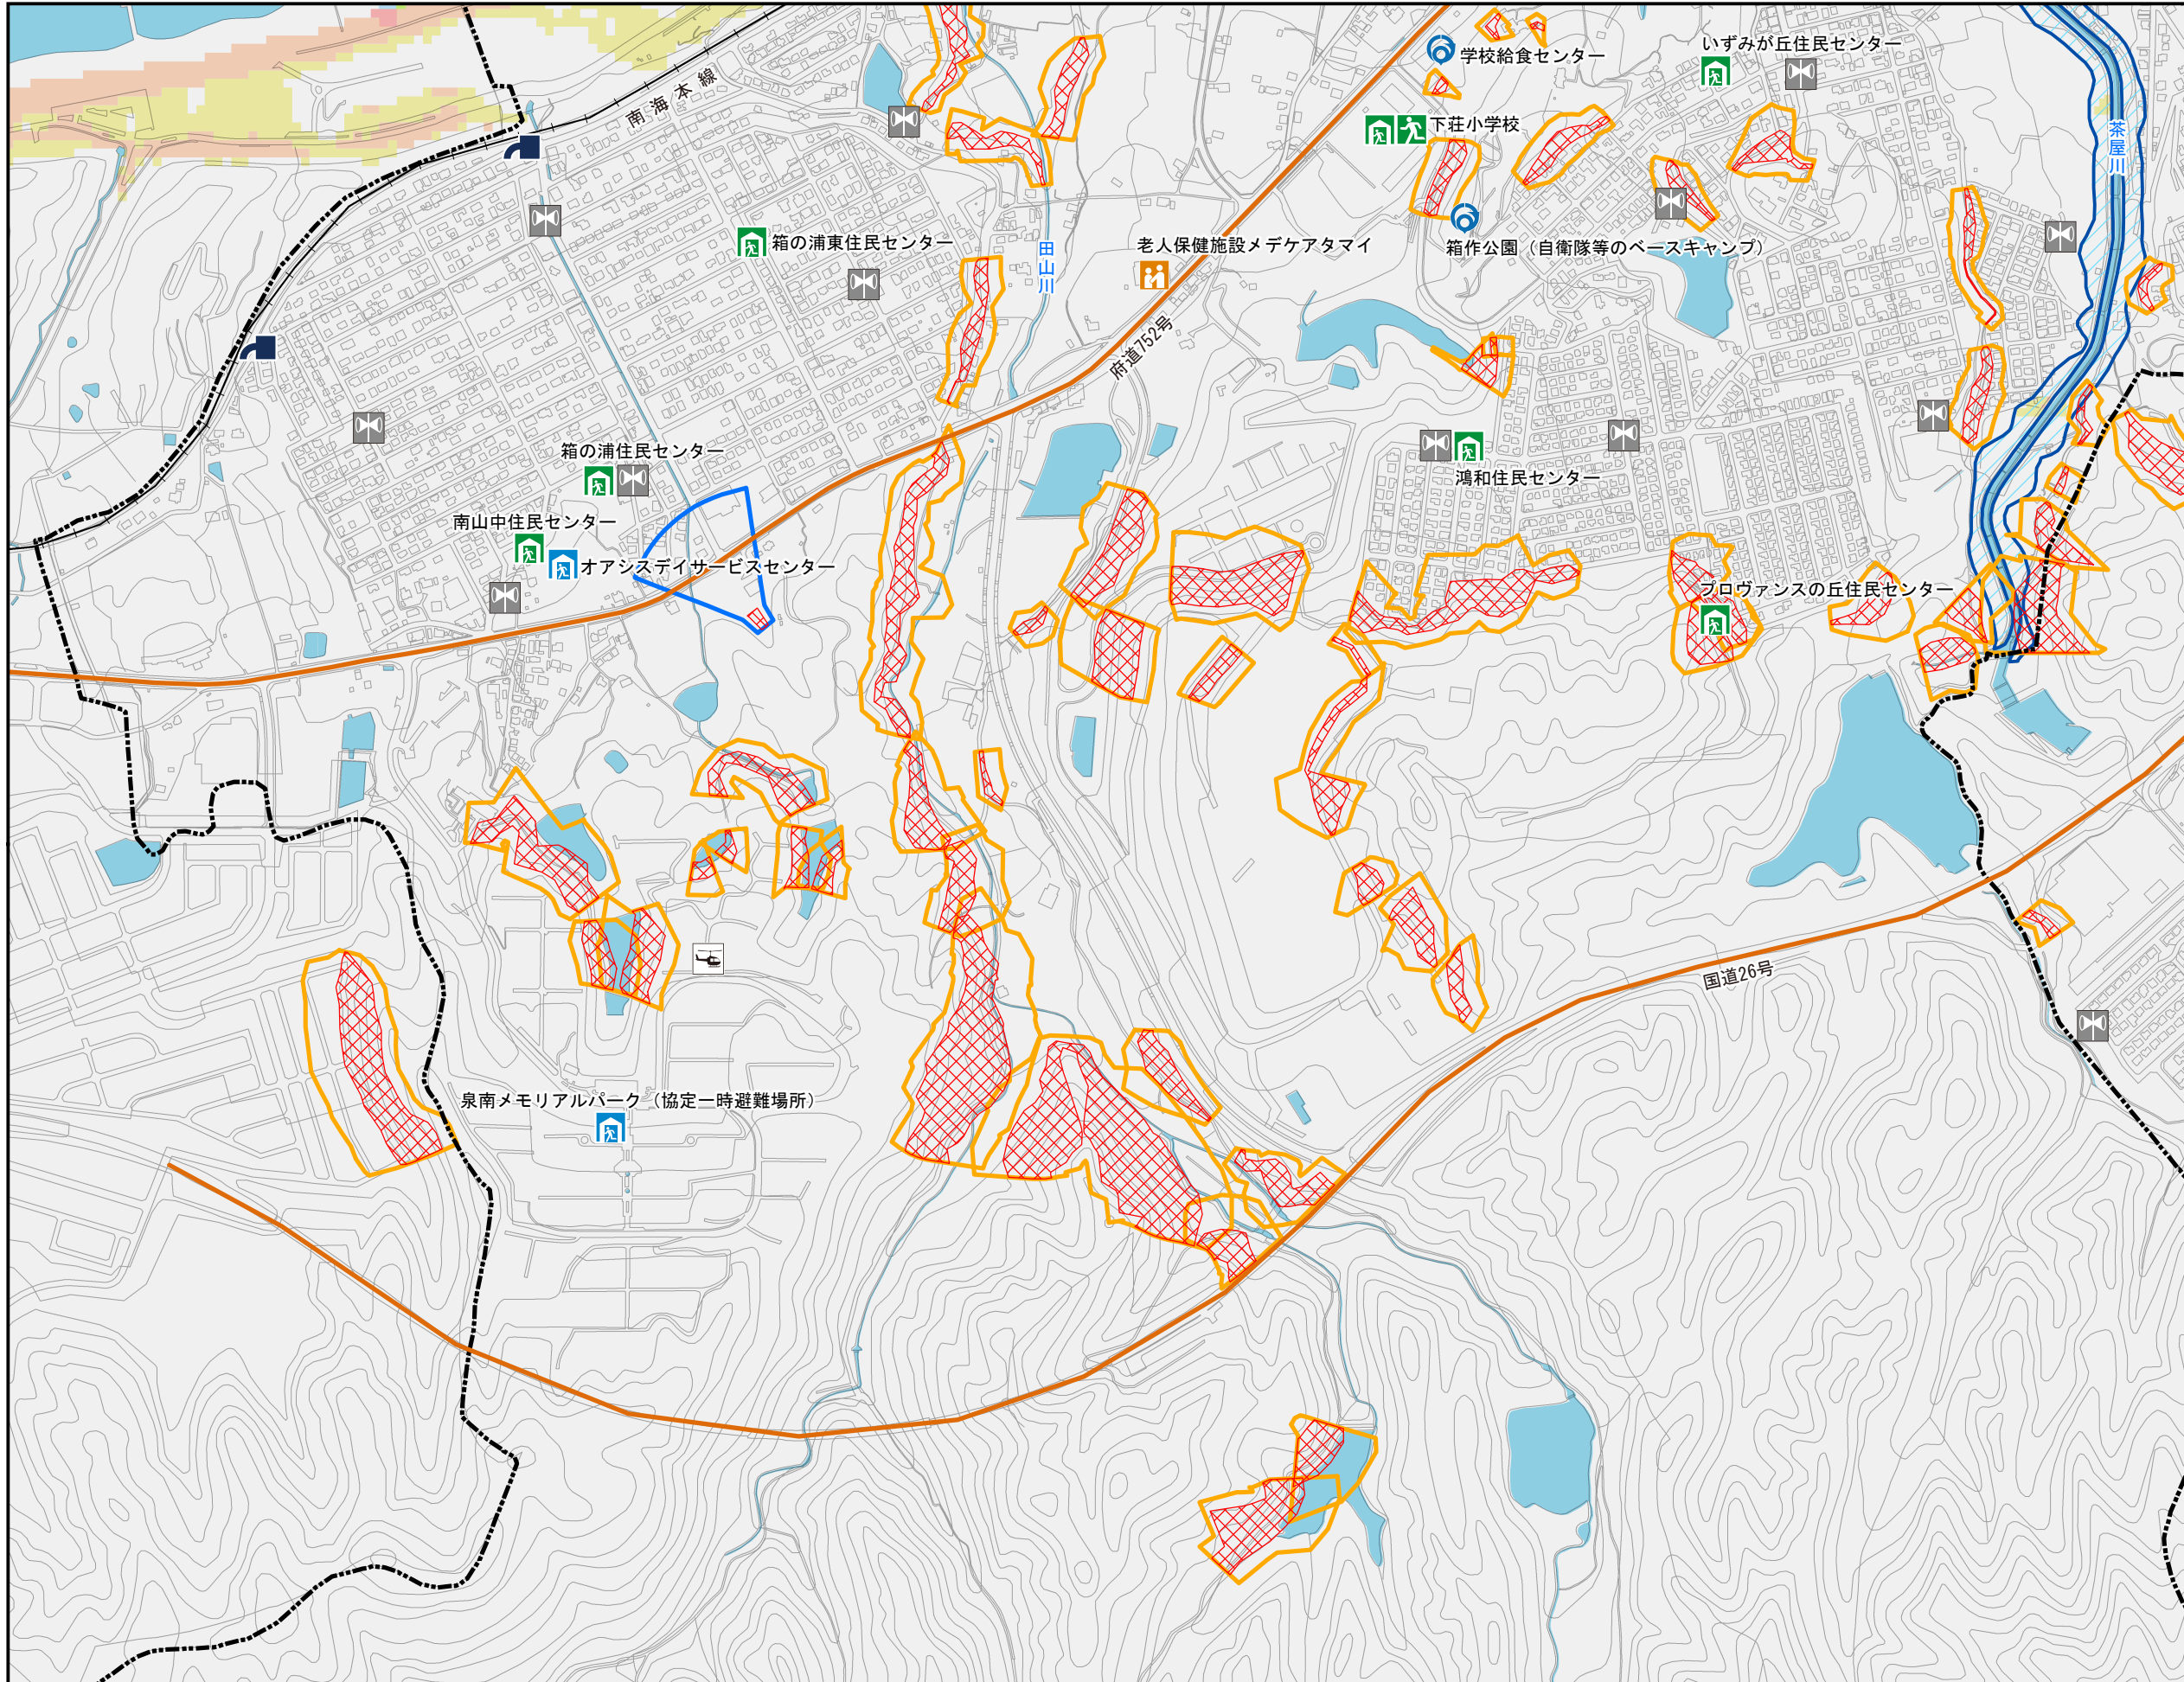 いずみが丘住民センター
学校給食センター
南海本線
下荘小学校
茶屋川
箱の浦東住民センター
田山川
老人保健施設メデケアタマイ
箱作公園（自衛隊等のベースキャンプ）
府道752号
箱の浦住民センター
鴻和住民センター
南山中住民センター
オアシスデイサービスセンター
プロヴァンスの丘住民センター
国道26号
泉南メモリアルパーク（協定一時避難場所）